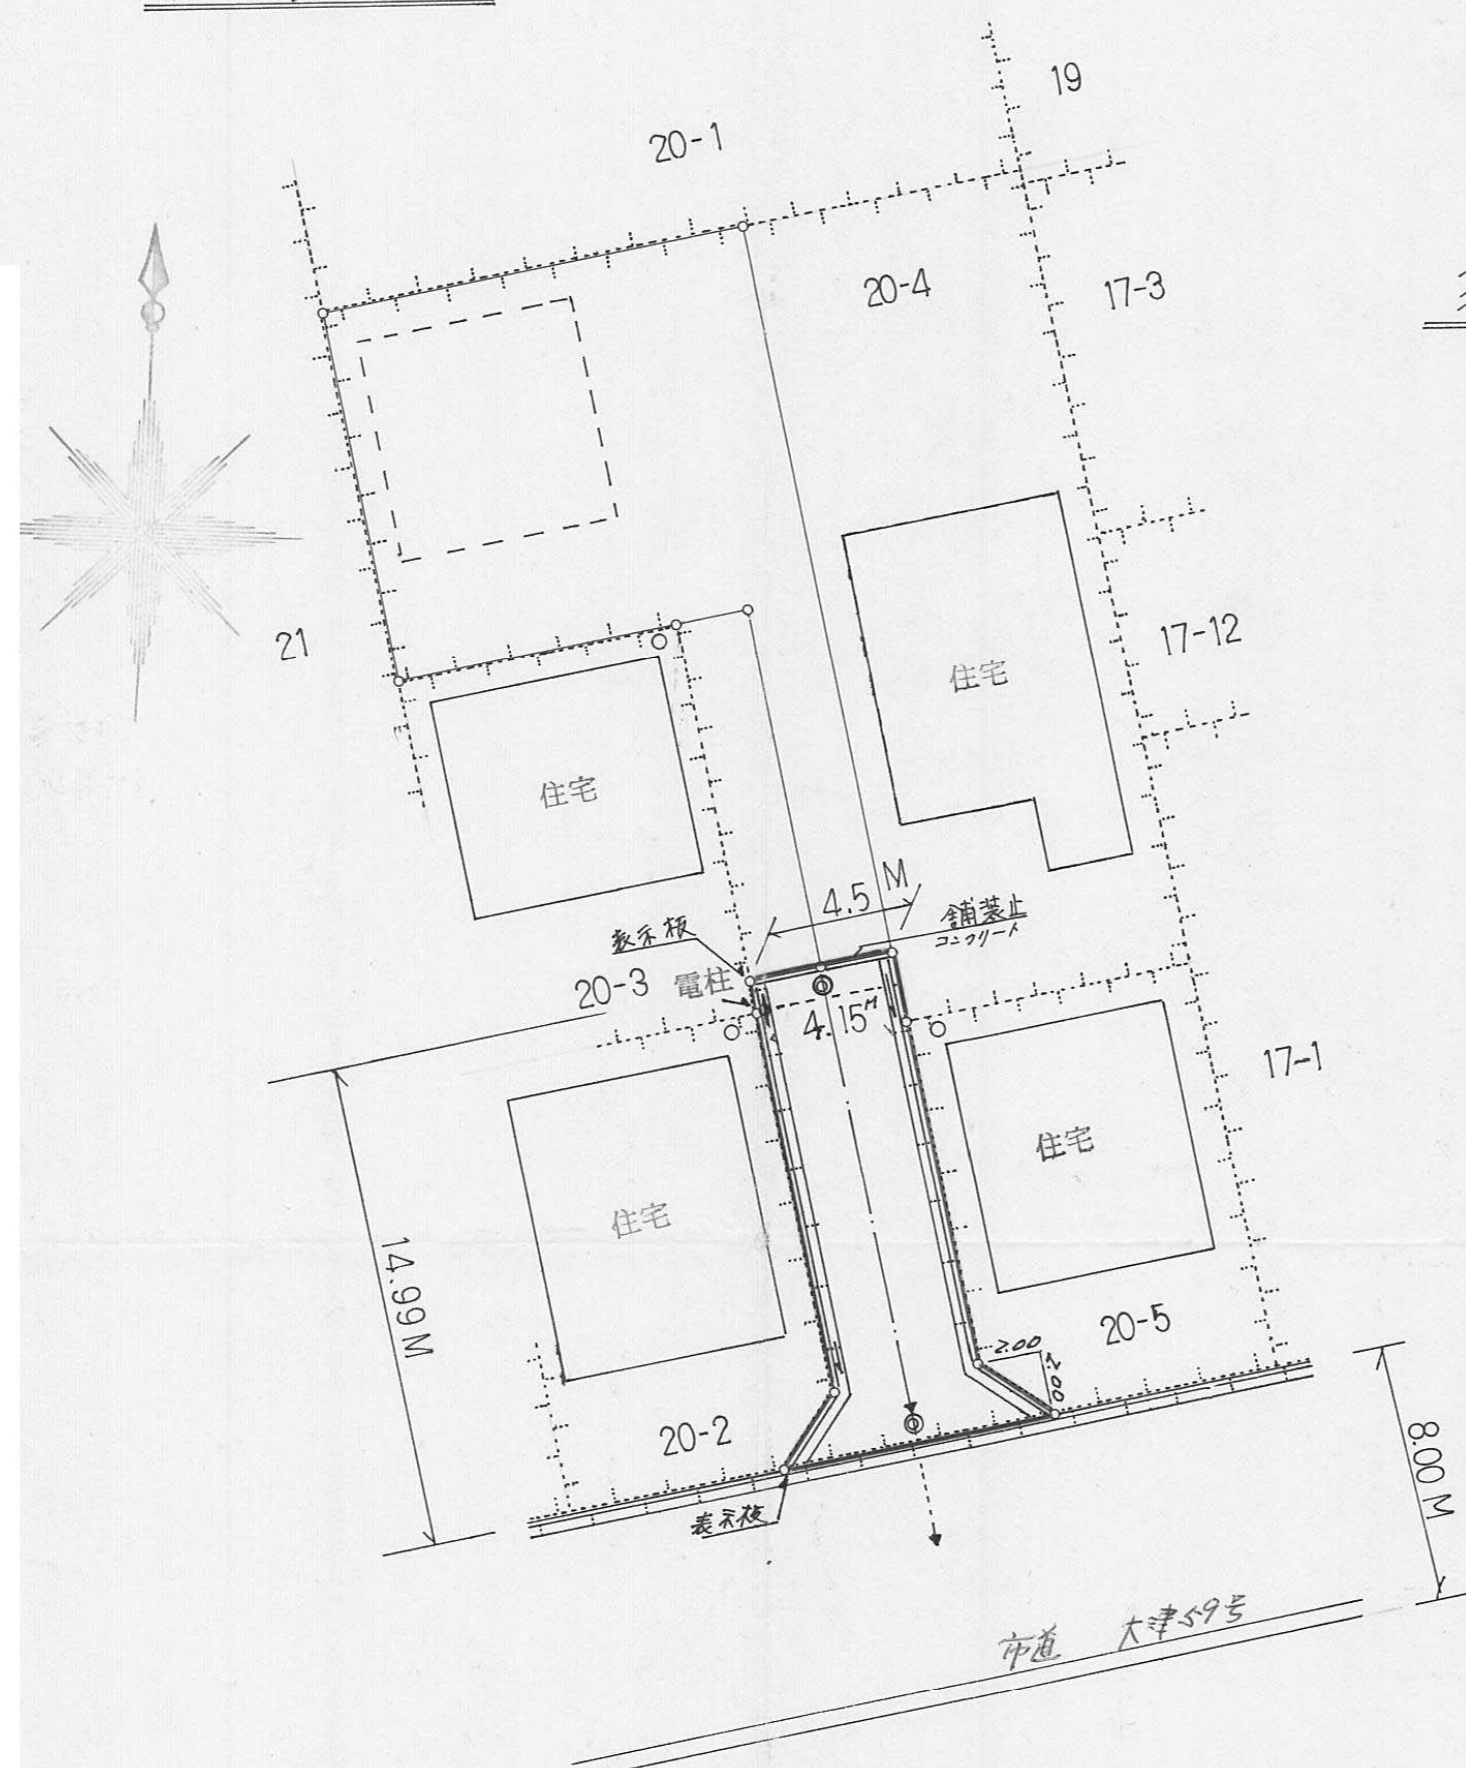 19
20-1
20-4
17-3
21
17-12
住宅
住宅
4.5 M
舗装止
コンクリート
表示板
20-3
電柱
4.15M
17-1
住宅
住宅
14.99M
2.00
2.00
20-5
20-2
8.00M
表示板
市道 大津59号